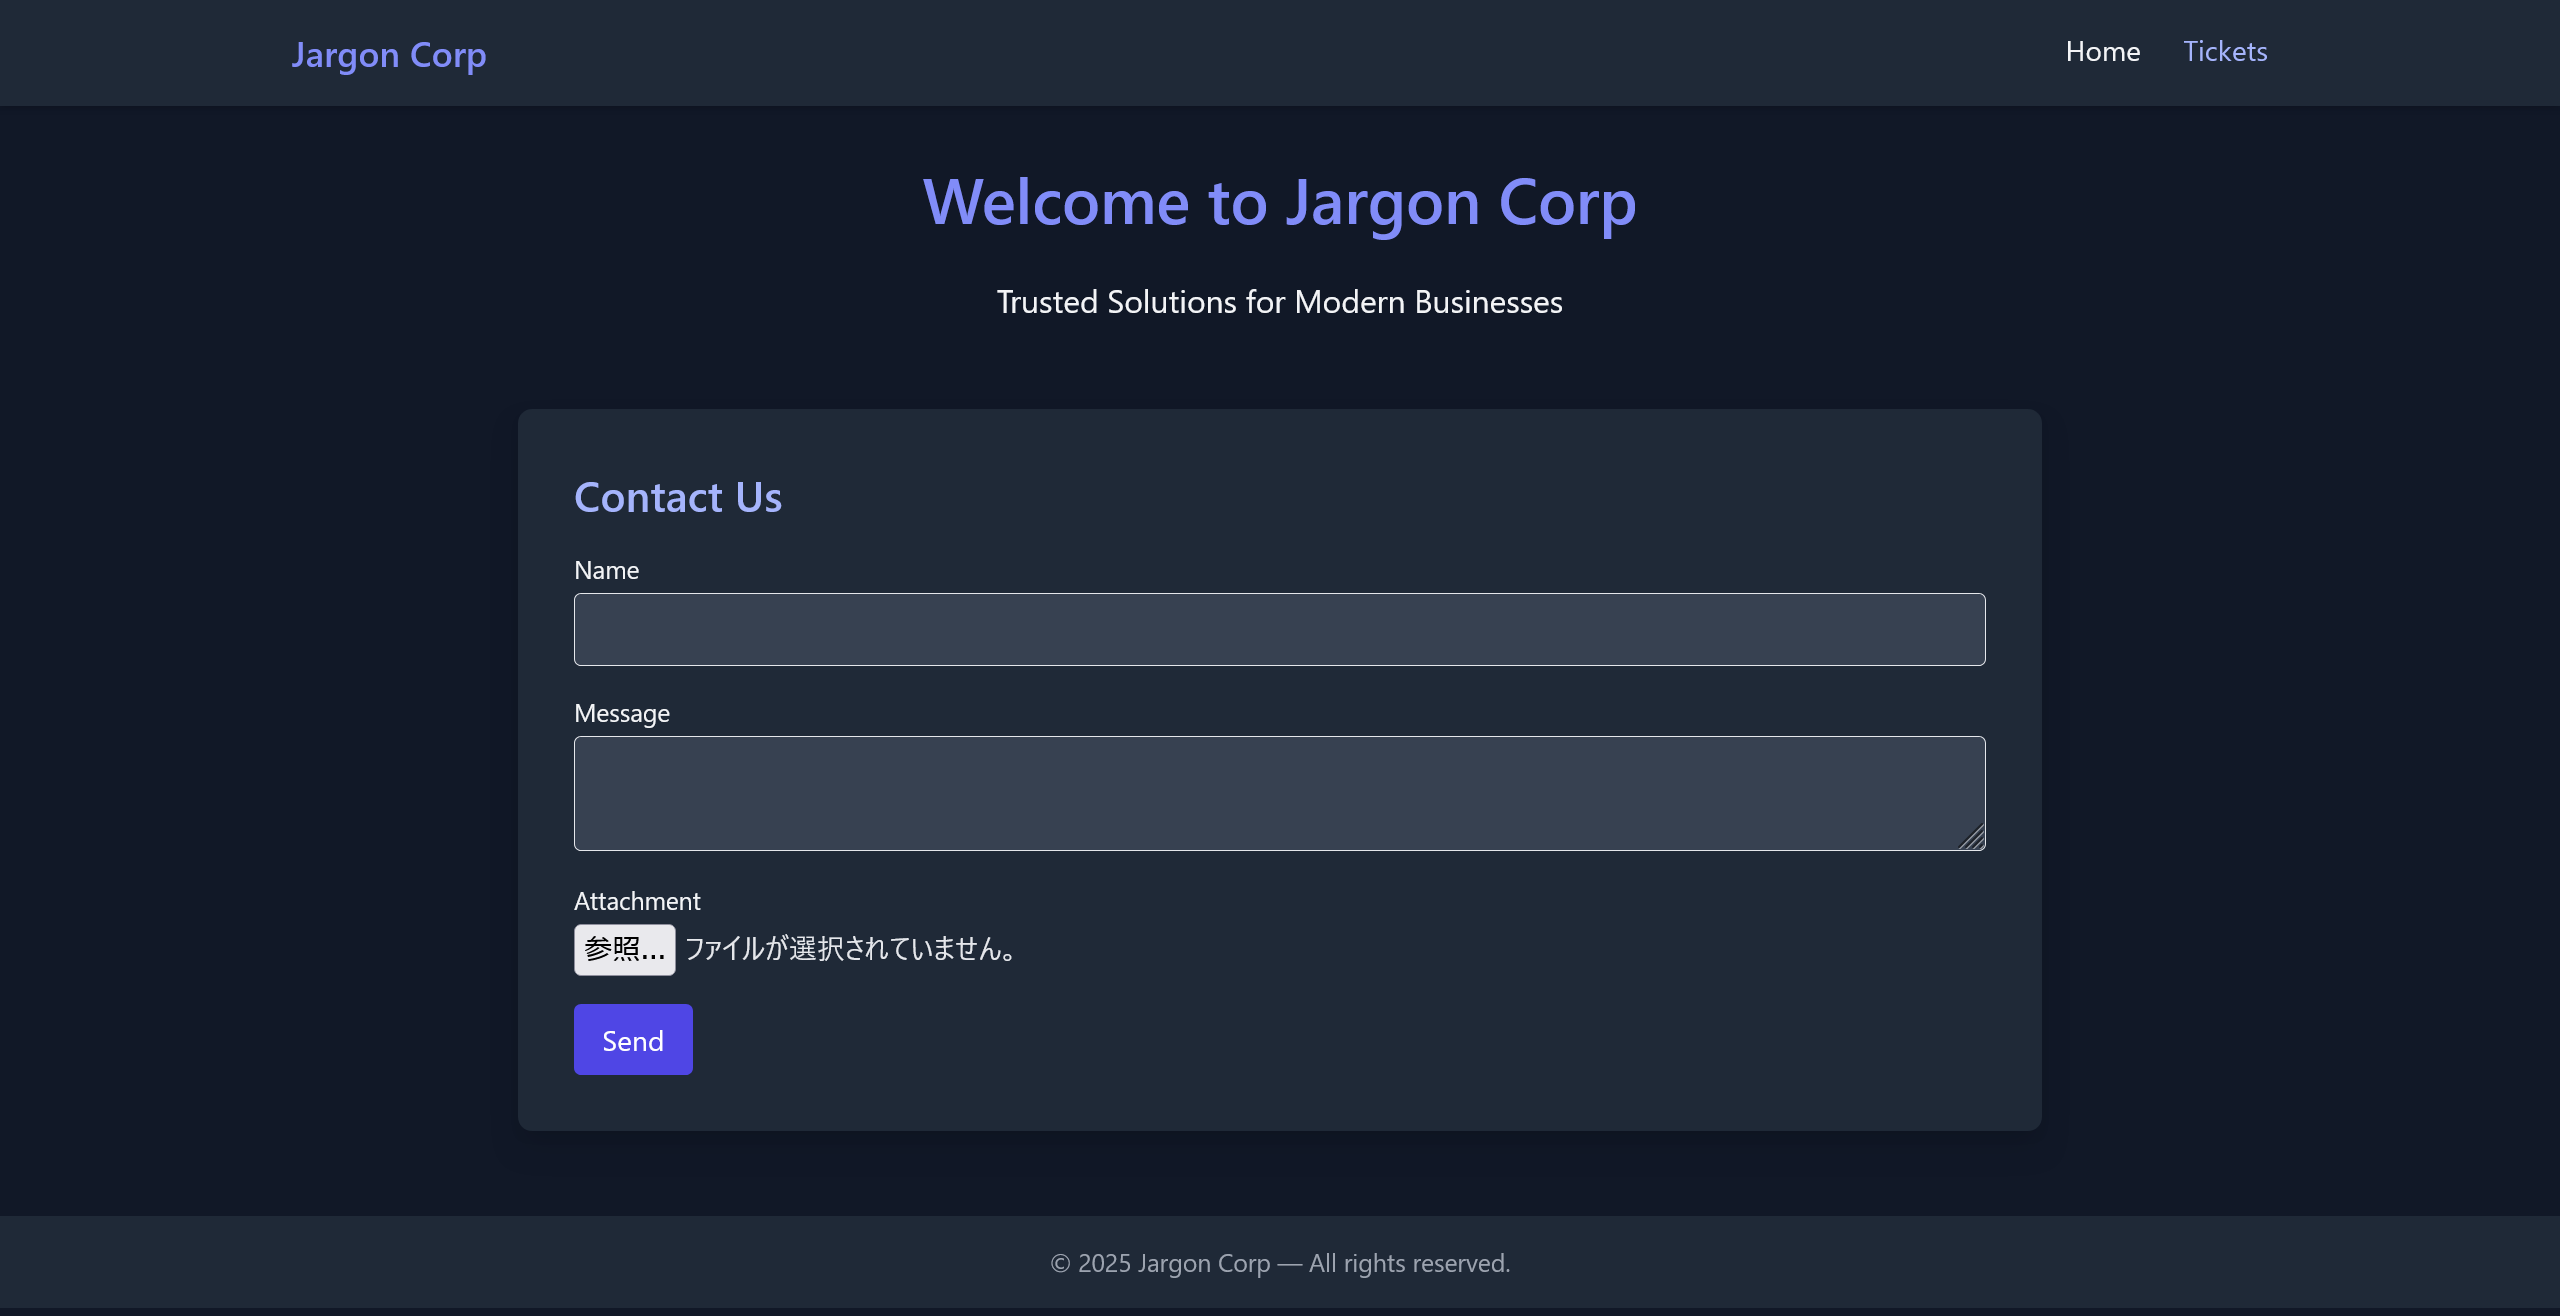 Jargon Corp
Home
Tickets
Welcome to Jargon Corp
Trusted Solutions for Modern Businesses
Contact Us
Name
Message
Attachment
参照... ファイルが選択されていません。
Send
© 2025 Jargon Corp — All rights reserved.